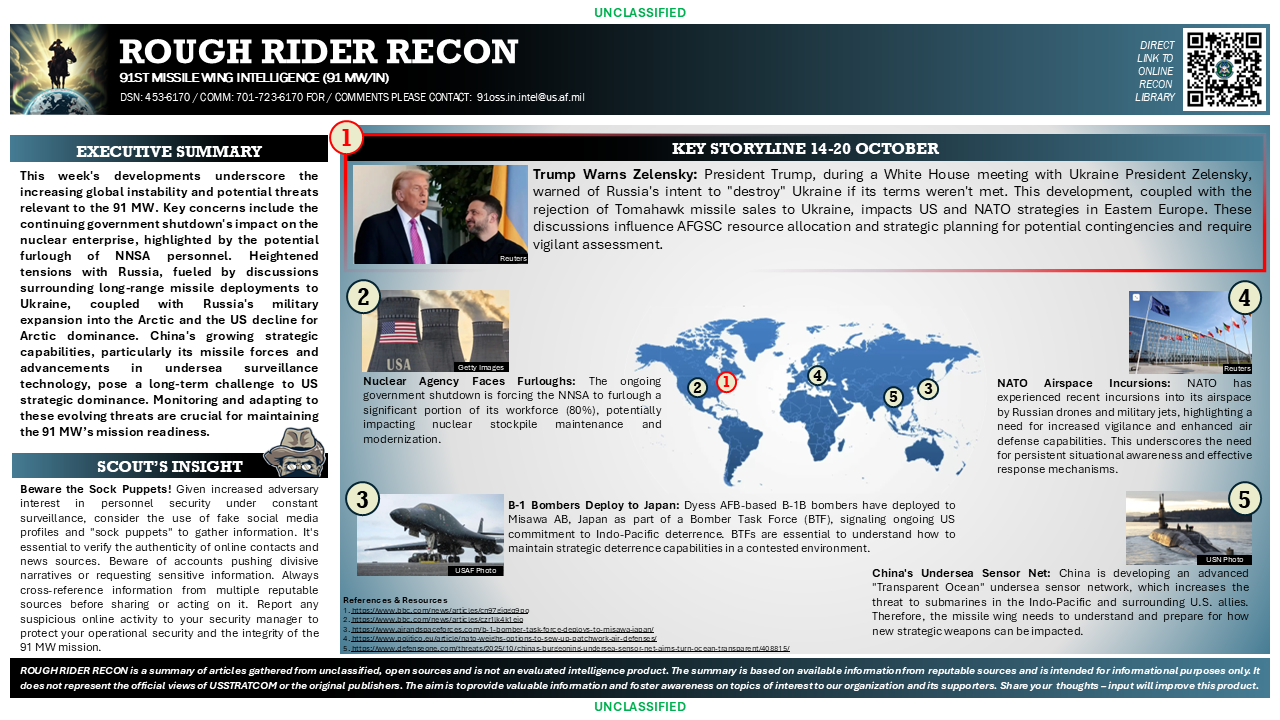 UNCLASSIFIED
ROUGH RIDER RECON
91ST MISSILE WING INTELLIGENCE (91 MW/IN)
DSN: 453-6170 / COMM: 701-723-6170 FOR / COMMENTS PLEASE CONTACT: 91oss.in.intel@us.af.mil
DIRECT
LINK TO
ONLINE
RECON
LIBRARY
EXECUTIVE SUMMARY
This week's developments underscore the
increasing global instability and potential threats
relevant to the 91 MW. Key concerns include the
continuing government shutdown's impact on the
nuclear enterprise, highlighted by the potential
furlough of NNSA personnel. Heightened
tensions with Russia, fueled by discussions
surrounding long-range missile deployments to
Ukraine, coupled with Russia's military
expansion into the Arctic and the US decline for
Arctic dominance. China's growing strategic
capabilities, particularly its missile forces and
advancements in undersea surveillance
technology, pose a long-term challenge to US
strategic dominance. Monitoring and adapting to
these evolving threats are crucial for maintaining
the 91 MW's mission readiness.
SCOUT'S INSIGHT
Beware the Sock Puppets! Given increased adversary
interest in personnel security under constant
surveillance, consider the use of fake social media
profiles and "sock puppets" to gather information. It's
essential to verify the authenticity of online contacts and
news sources. Beware of accounts pushing divisive
narratives or requesting sensitive information. Always
cross-reference information from multiple reputable
sources before sharing or acting on it. Report any
suspicious online activity to your security manager to
protect your operational security and the integrity of the
91 MW mission.
1
KEY STORYLINE 14-20 OCTOBER
Reuters
Trump Warns Zelensky: President Trump, during a White House meeting with Ukraine President Zelensky,
warned of Russia's intent to "destroy" Ukraine if its terms weren't met. This development, coupled with the
rejection of Tomahawk missile sales to Ukraine, impacts US and NATO strategies in Eastern Europe. These
discussions influence AFGSC resource allocation and strategic planning for potential contingencies and require
vigilant assessment.
2
USA
Getty Images
Nuclear Agency Faces Furloughs: The ongoing
government shutdown is forcing the NNSA to furlough a
significant portion of its workforce (80%), potentially
impacting nuclear stockpile maintenance and
modernization.
2
1
4
5
3
4
Reuters
NATO Airspace Incursions: NATO has
experienced recent incursions into its airspace
by Russian drones and military jets, highlighting a
need for increased vigilance and enhanced air
defense capabilities. This underscores the need
for persistent situational awareness and effective
response mechanisms.
3
USAF Photo
B-1 Bombers Deploy to Japan: Dyess AFB-based B-1B bombers have deployed to
Misawa AB, Japan as part of a Bomber Task Force (BTF), signaling ongoing US
commitment to Indo-Pacific deterrence. BTFs are essential to understand how to
maintain strategic deterrence capabilities in a contested environment.
5
USN Photo
China's Undersea Sensor Net: China is developing an advanced
"Transparent Ocean" undersea sensor network, which increases the
threat to submarines in the Indo-Pacific and surrounding U.S. allies.
Therefore, the missile wing needs to understand and prepare for how
new strategic weapons can be impacted.
References & Resources
1.
2. https://www.bbc.com/news/articles/czrlk4k1eio
3. https://www.airandspaceforces.com/b-1-bomber-task-force-deploys-to-misawa-japan/
4. https://www.politico.eu/article/nato-weighs-options-to-sew-up-patchwork-air-defenses/
5. https://www.defenseone.com/threats/2025/10/chinas-burgeoning-undersea-sensor-net-aims-turn-ocean-transparent/408815/
ROUGH RIDER RECON is a summary of articles gathered from unclassified, open sources and is not an evaluated intelligence product. The summary is based on available information from reputable sources and is intended for informational purposes only. It
does not represent the official views of USSTRATCOM or the original publishers. The aim is to provide valuable information and foster awareness on topics of interest to our organization and its supporters. Share your thoughts – input will improve this product.
UNCLASSIFIED